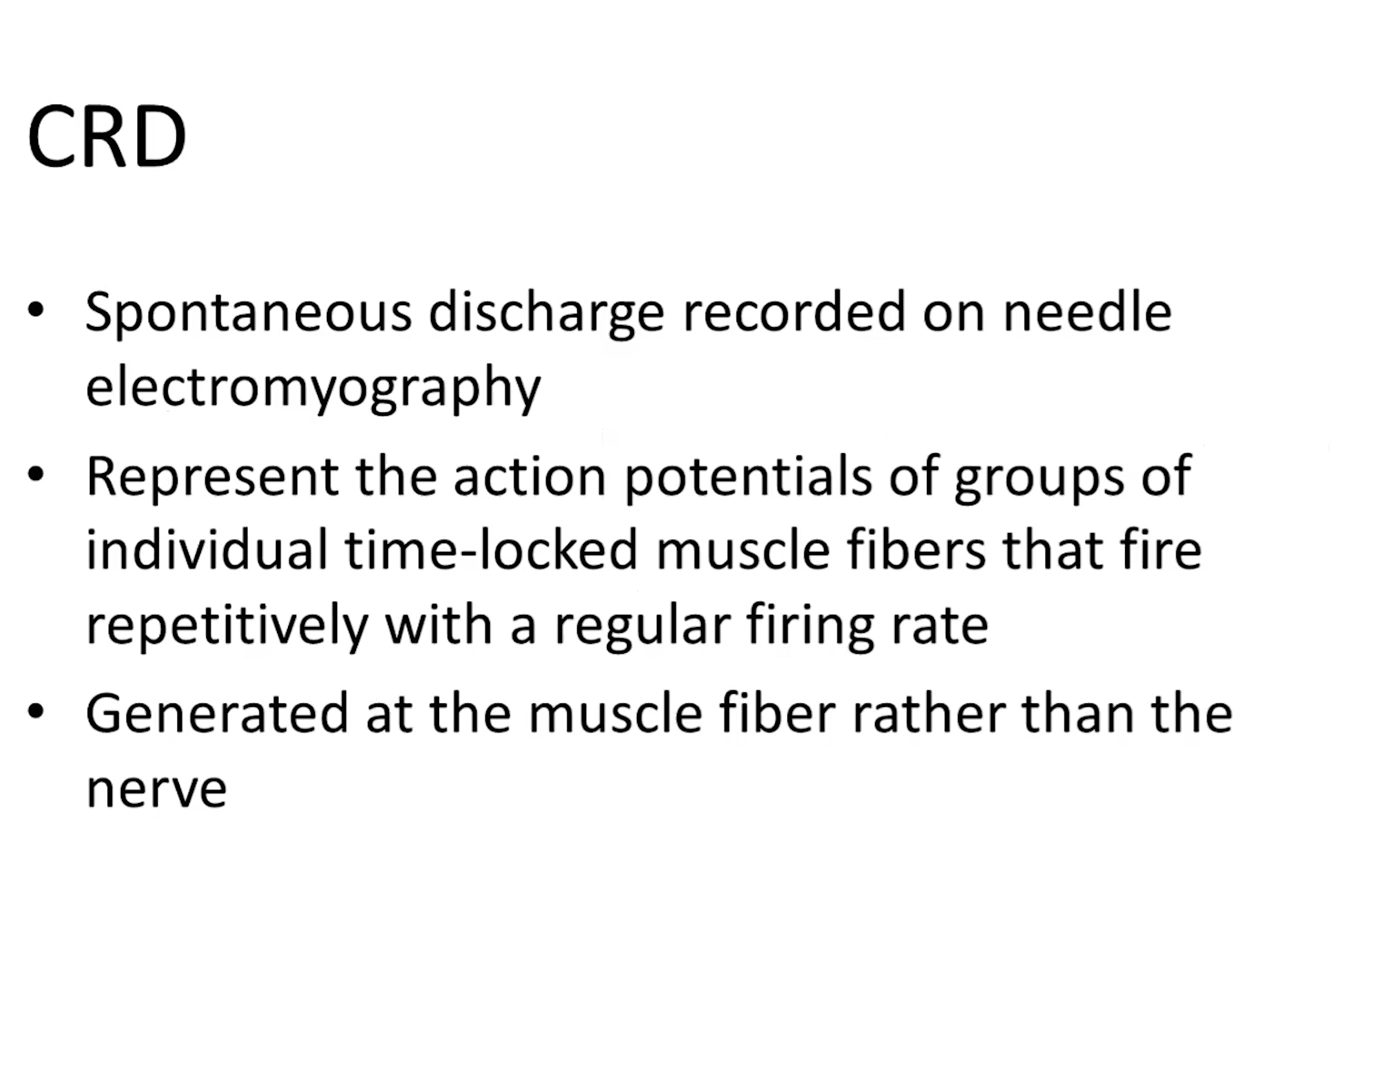 CRD
• Spontaneous discharge recorded on needle
electromyography
• Represent the action potentials of groups of
individual time-locked muscle fibers that fire
repetitively with a regular firing rate
• Generated at the muscle fiber rather than the
nerve